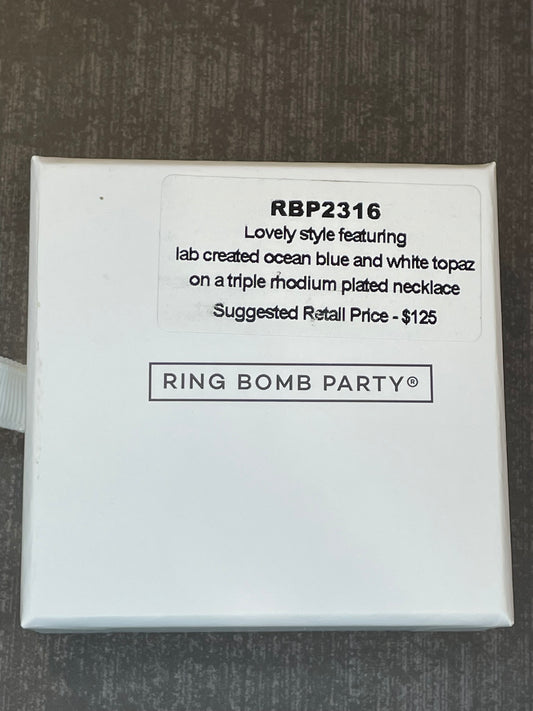 RBP2316
Lovely style featuring
lab created ocean blue and white topaz
on a triple rhodium plated necklace
Suggested Retail Price - $125
RING BOMB PARTY®